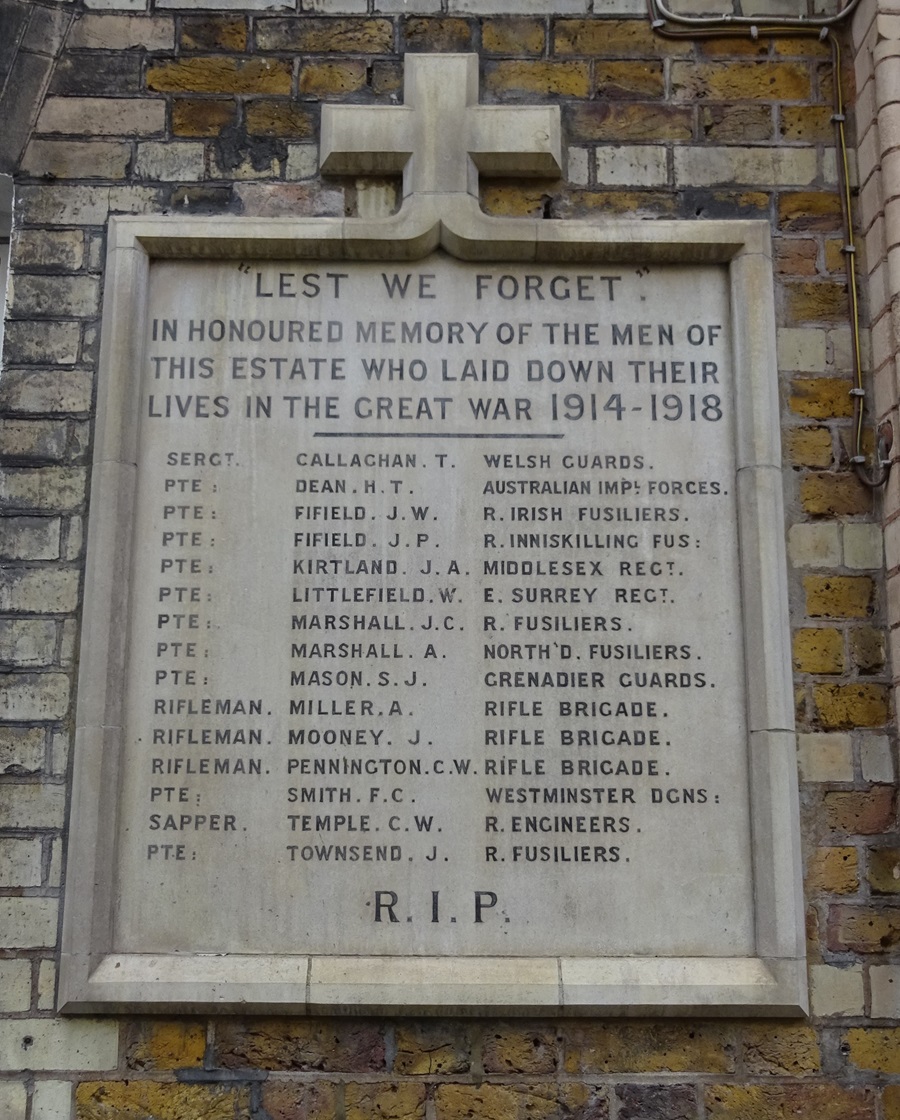 "LEST WE FORGET".
IN HONOURED MEMORY OF THE MEN OF
THIS ESTATE WHO LAID DOWN THEIR
LIVES IN THE GREAT WAR 1914-1918
SERGT. CALLAGHAN. T. WELSH GUARDS.
PTE: DEAN. H. T. AUSTRALIAN IMPL FORCES.
PTE: FIFIELD. J. W. R. IRISH FUSILIERS.
PTE: FIFIELD. J. P. R. INNISKILLING FUS:
PTE: KIRTLAND. J. A. MIDDLESEX REGT.
PTE: LITTLEFIELD. W. E. SURREY REGT.
PTE: MARSHALL. J. C. R. FUSILIERS.
PTE: MARSHALL. A. NORTH'D. FUSILIERS.
PTE: MASON. S. J. GRENADIER GUARDS.
RIFLEMAN. MILLER. A. RIFLE BRIGADE.
RIFLEMAN. MOONEY. J. RIFLE BRIGADE.
RIFLEMAN. PENNINGTON. C. W. RIFLE BRIGADE.
PTE: SMITH. F. C. WESTMINSTER DGNS:
SAPPER. TEMPLE. C. W. R. ENGINEERS.
PTE: TOWNSEND. J. R. FUSILIERS.
R. I. P.